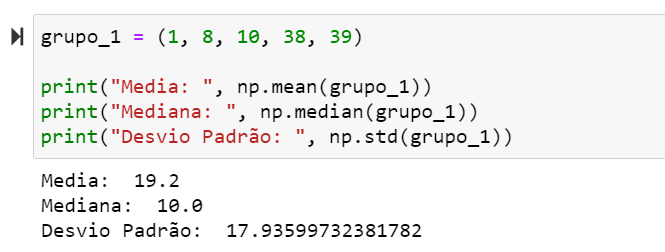 grupo_1 = (1, 8, 10, 38, 39)
print("Media: ", np.mean(grupo_1))
print("Mediana: ", np.median(grupo_1))
print("Desvio Padrão: ", np.std(grupo_1))
Media:  19.2
Mediana:  10.0
Desvio Padrão:  17.93599732381782